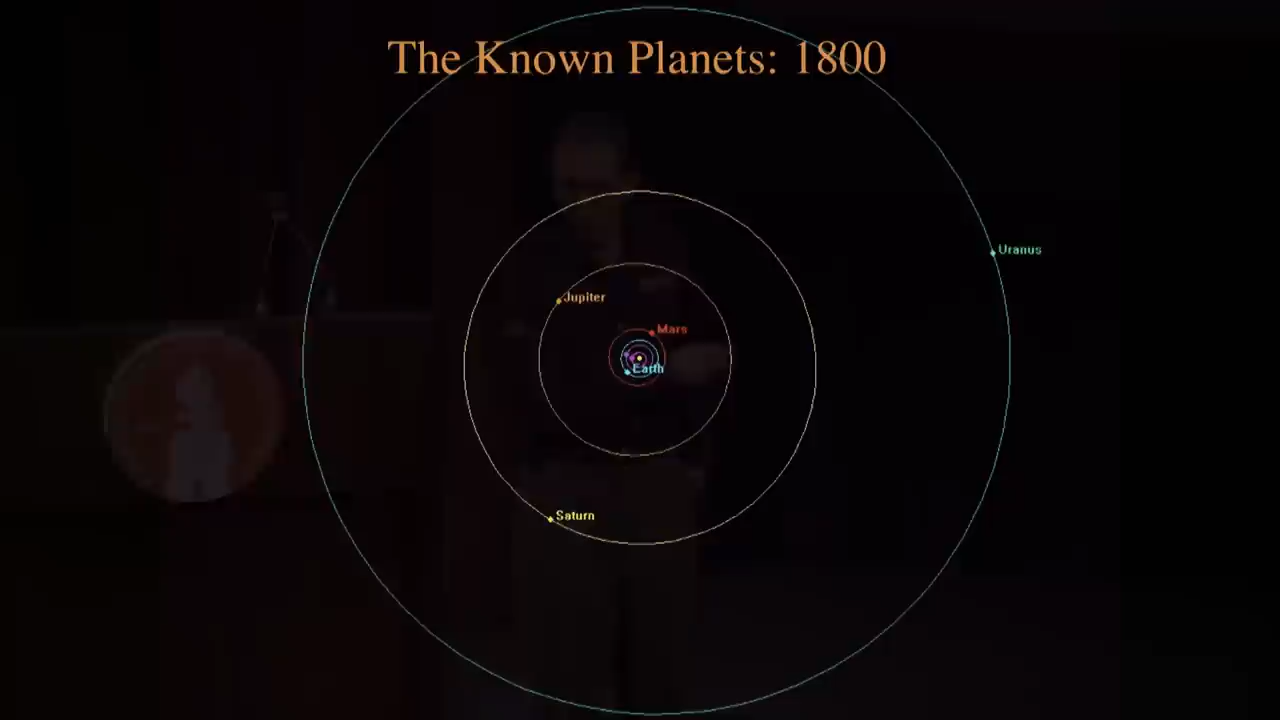 The Known Planets: 1800
Uranus
Jupiter
Mars
Earth
Saturn